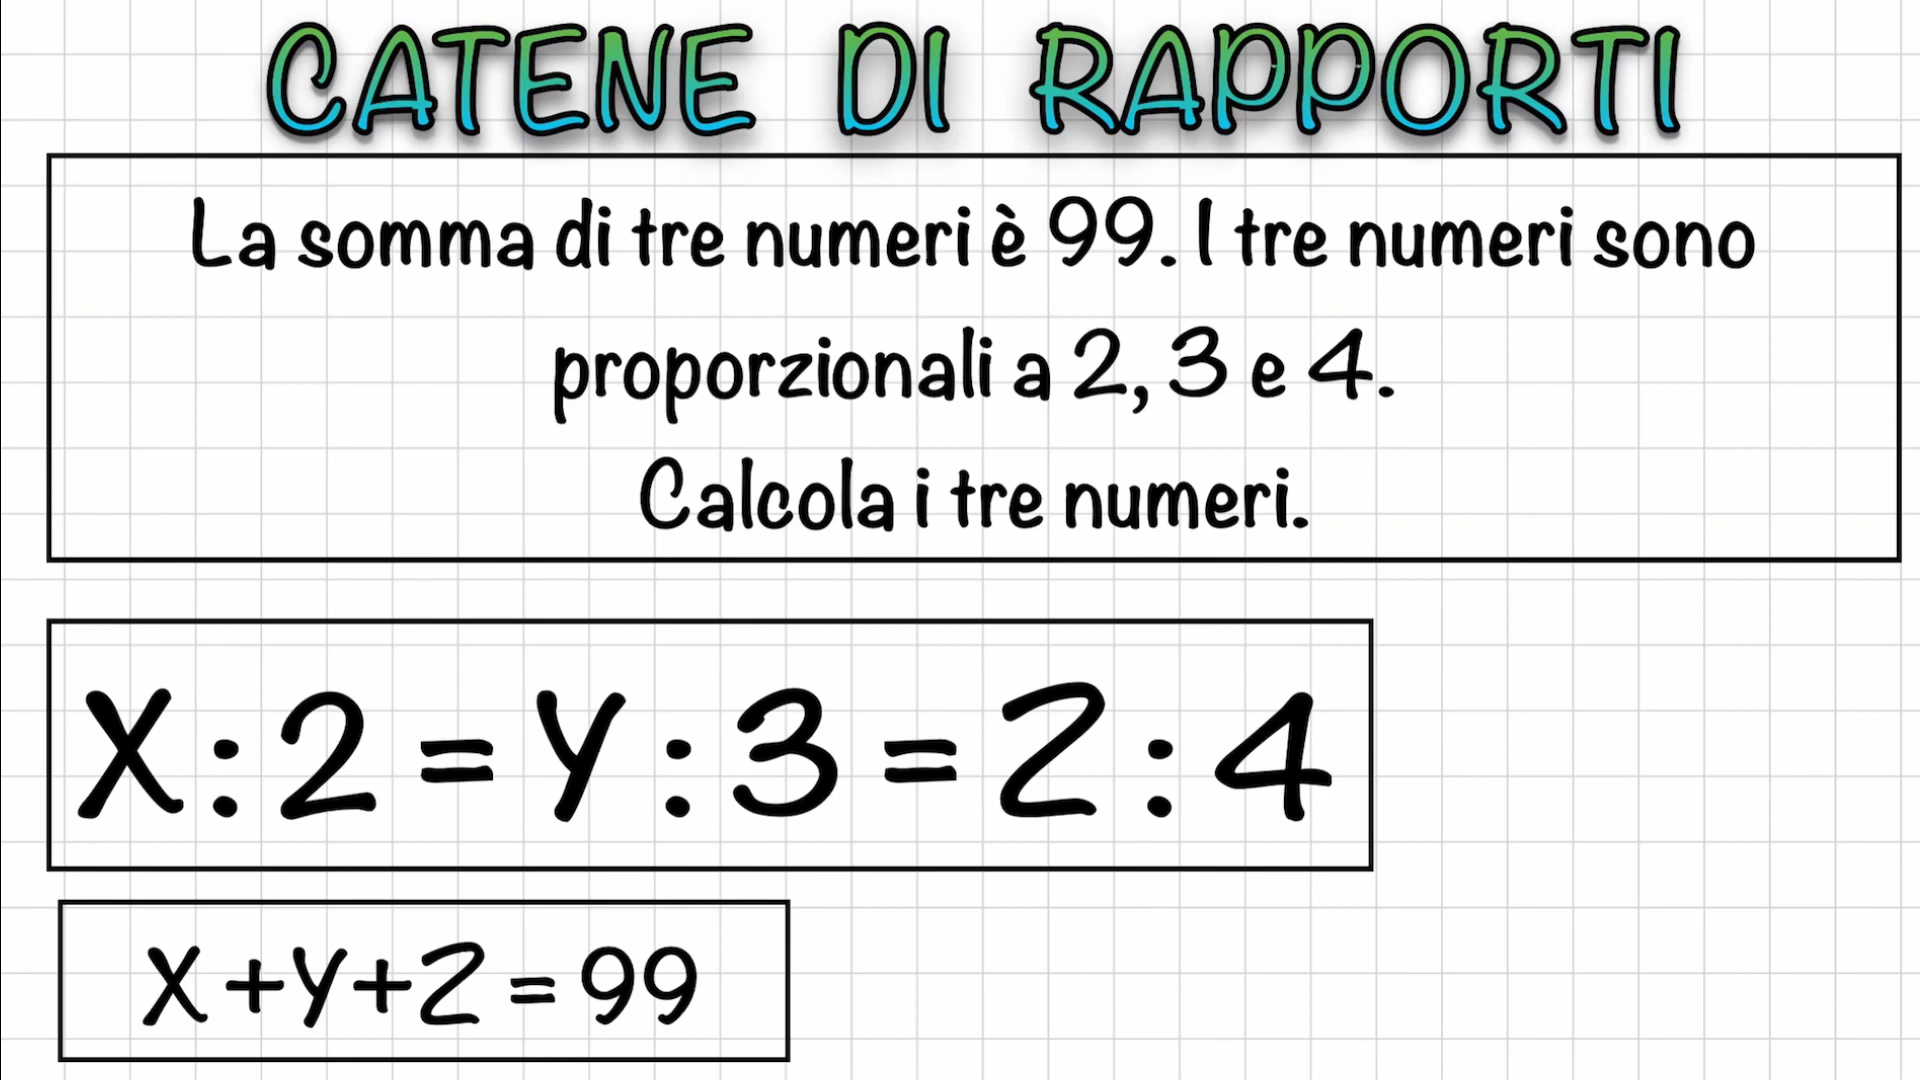 CATENE DI RAPPORTI
La somma di tre numeri è 99. I tre numeri sono
proporzionali a 2, 3 e 4.
Calcola i tre numeri.
X:2=Y:3=Z:4
X+Y+Z=99